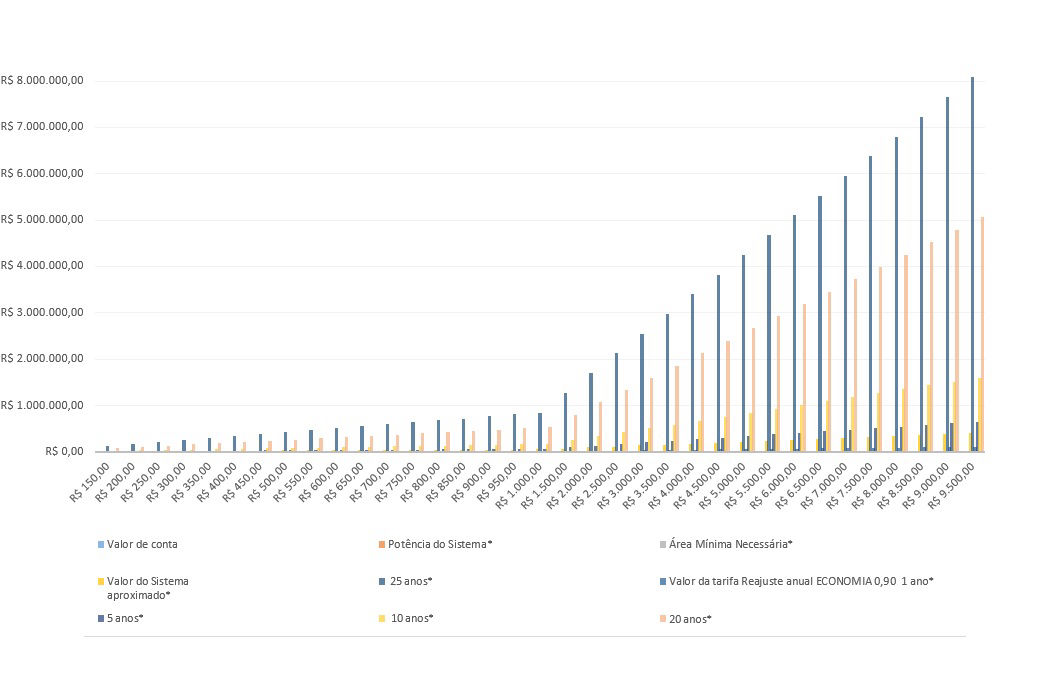 R$ 8.000.000,00
R$ 7.000.000,00
R$ 6.000.000,00
R$ 5.000.000,00
R$ 4.000.000,00
R$ 3.000.000,00
R$ 2.000.000,00
R$ 1.000.000,00
R$ 0,00
R$ 150,00
R$ 200,00
R$ 250,00
R$ 300,00
R$ 350,00
R$ 400,00
R$ 450,00
R$ 500,00
R$ 550,00
R$ 600,00
R$ 650,00
R$ 700,00
R$ 750,00
R$ 800,00
R$ 850,00
R$ 900,00
R$ 950,00
R$ 1.000,00
R$ 1.500,00
R$ 2.000,00
R$ 2.500,00
R$ 3.000,00
R$ 3.500,00
R$ 4.000,00
R$ 4.500,00
R$ 5.000,00
R$ 5.500,00
R$ 6.000,00
R$ 6.500,00
R$ 7.000,00
R$ 7.500,00
R$ 8.000,00
R$ 8.500,00
R$ 9.000,00
R$ 9.500,00
Valor de conta
Potência do Sistema*
Área Mínima Necessária*
Valor do Sistema
aproximado*
25 anos*
Valor da tarifa Reajuste anual ECONOMIA 0,90 1 ano*
5 anos*
10 anos*
20 anos*